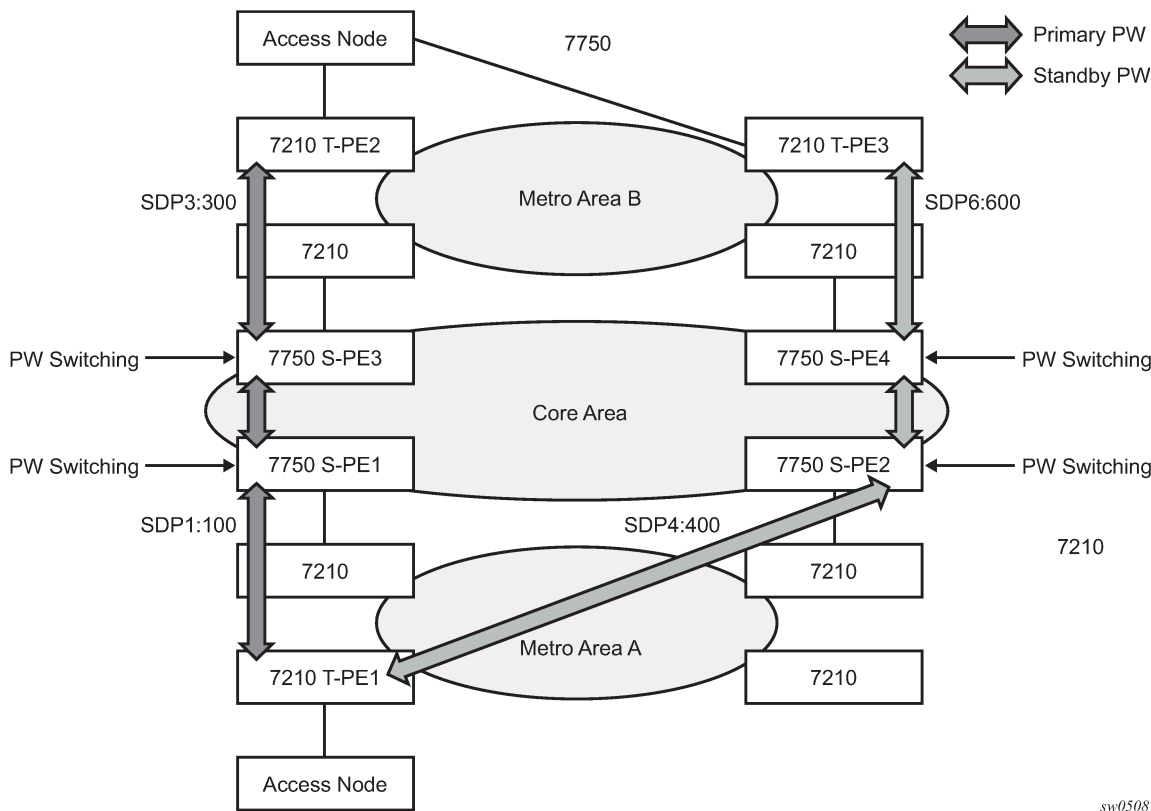 Access Node
7750
Primary PW
Standby PW
7210 T-PE2
7210 T-PE3
SDP3:300
Metro Area B
SDP6:600
7210
7210
PW Switching
7750 S-PE3
7750 S-PE4
PW Switching
Core Area
PW Switching
7750 S-PE1
7750 S-PE2
PW Switching
SDP1:100
SDP4:400
7210
7210
7210
Metro Area A
7210 T-PE1
7210
Access Node
sw0508